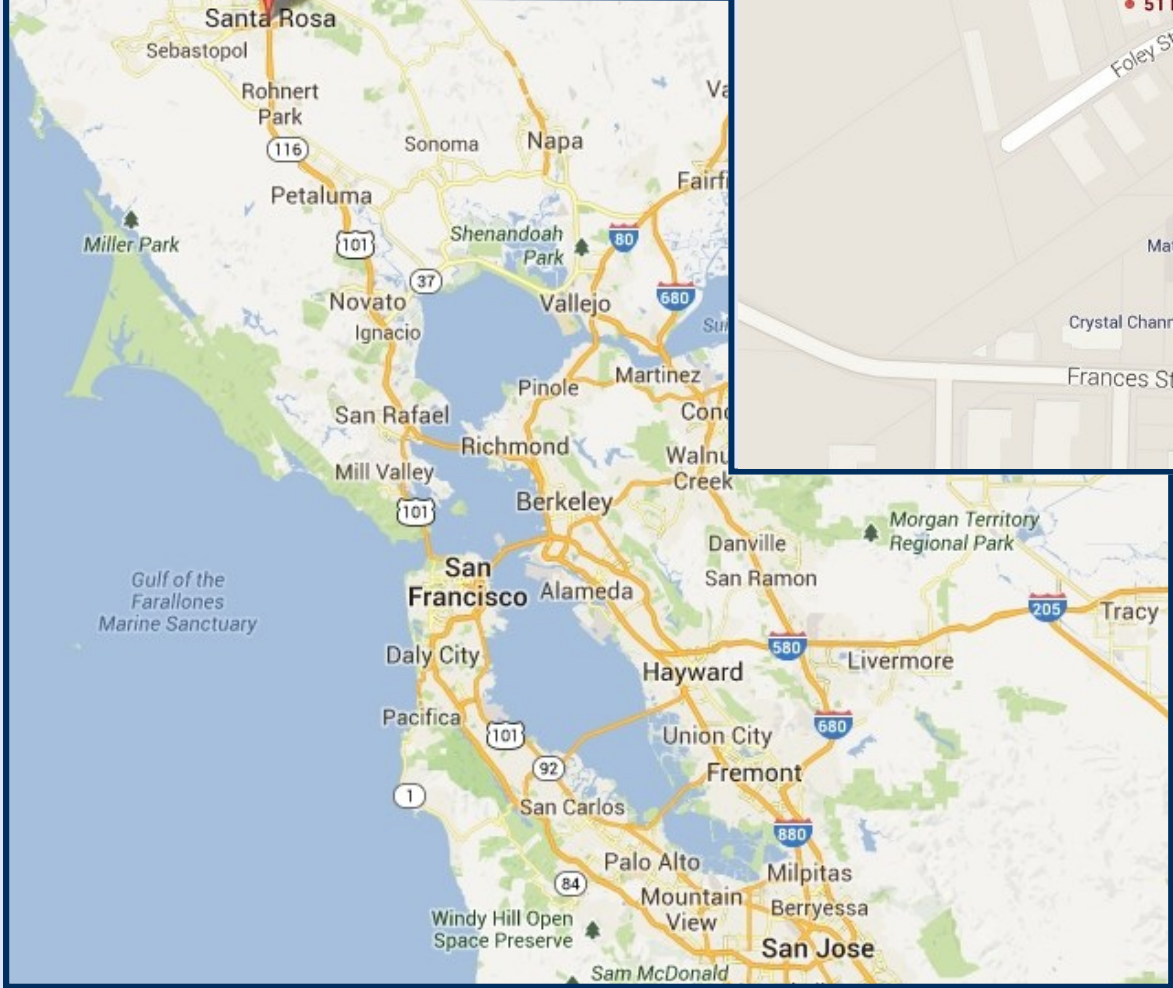 Santa Rosa
Sebastopol
Rohnert
Park
116
Sonoma
Napa
Petaluma
Miller Park
101
Shenandoah
Park
80
37
Novato
Ignacio
Vallejo
680
Pinole
Martinez
San Rafael
Richmond
Mill Valley
Creek
Berkeley
101
Morgan Territory
Regional Park
Danville
San Ramon
San
Francisco
Alameda
Gulf of the
Farallones
Marine Sanctuary
205
Tracy
580
Livermore
Daly City
Hayward
Pacifica
680
101
Union City
92
Fremont
1
San Carlos
880
Palo Alto
Milpitas
84
Mountain
View
Berryessa
Windy Hill Open
Space Preserve
San Jose
Sam McDonald
Foley St
Frances St